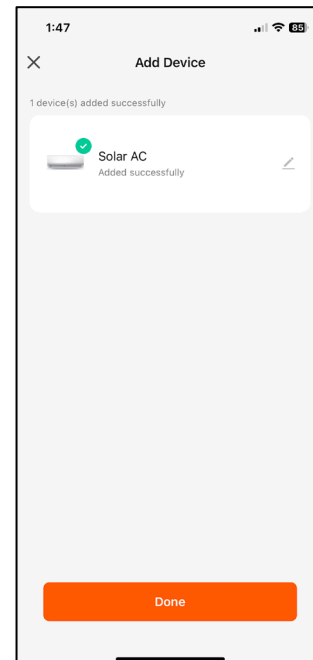 1:47
85
Add Device
1 device(s) added successfully
Solar AC
Added successfully
Done